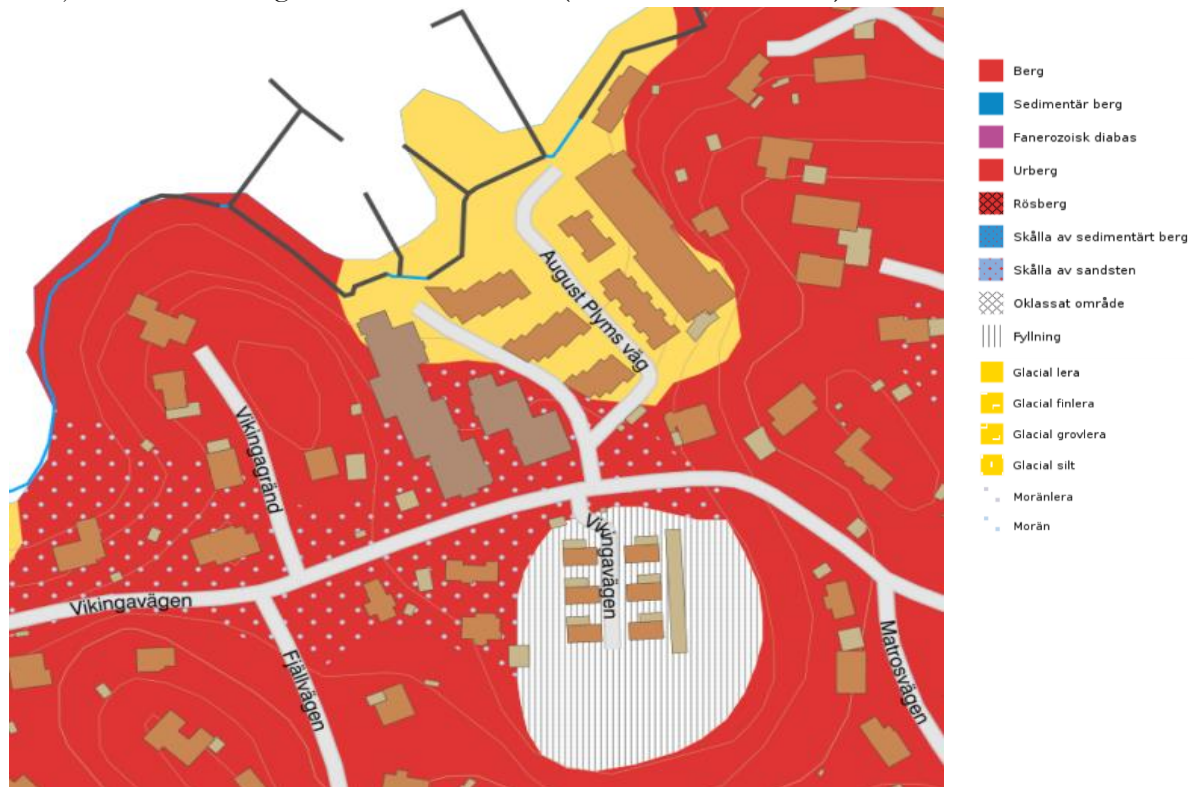 August Plyms väg
Vikingagränd
Vikingavägen
Vikingavägen
Fjällvägen
Matrosvägen
Berg
Sedimentär berg
Fanerozoisk diabas
Urberg
Rösberg
Skålla av sedimentärt berg
Skålla av sandsten
Oklassat område
Fyllning
Glacial lera
Glacial finlera
Glacial grovlera
Glacial silt
Moränlera
Morän